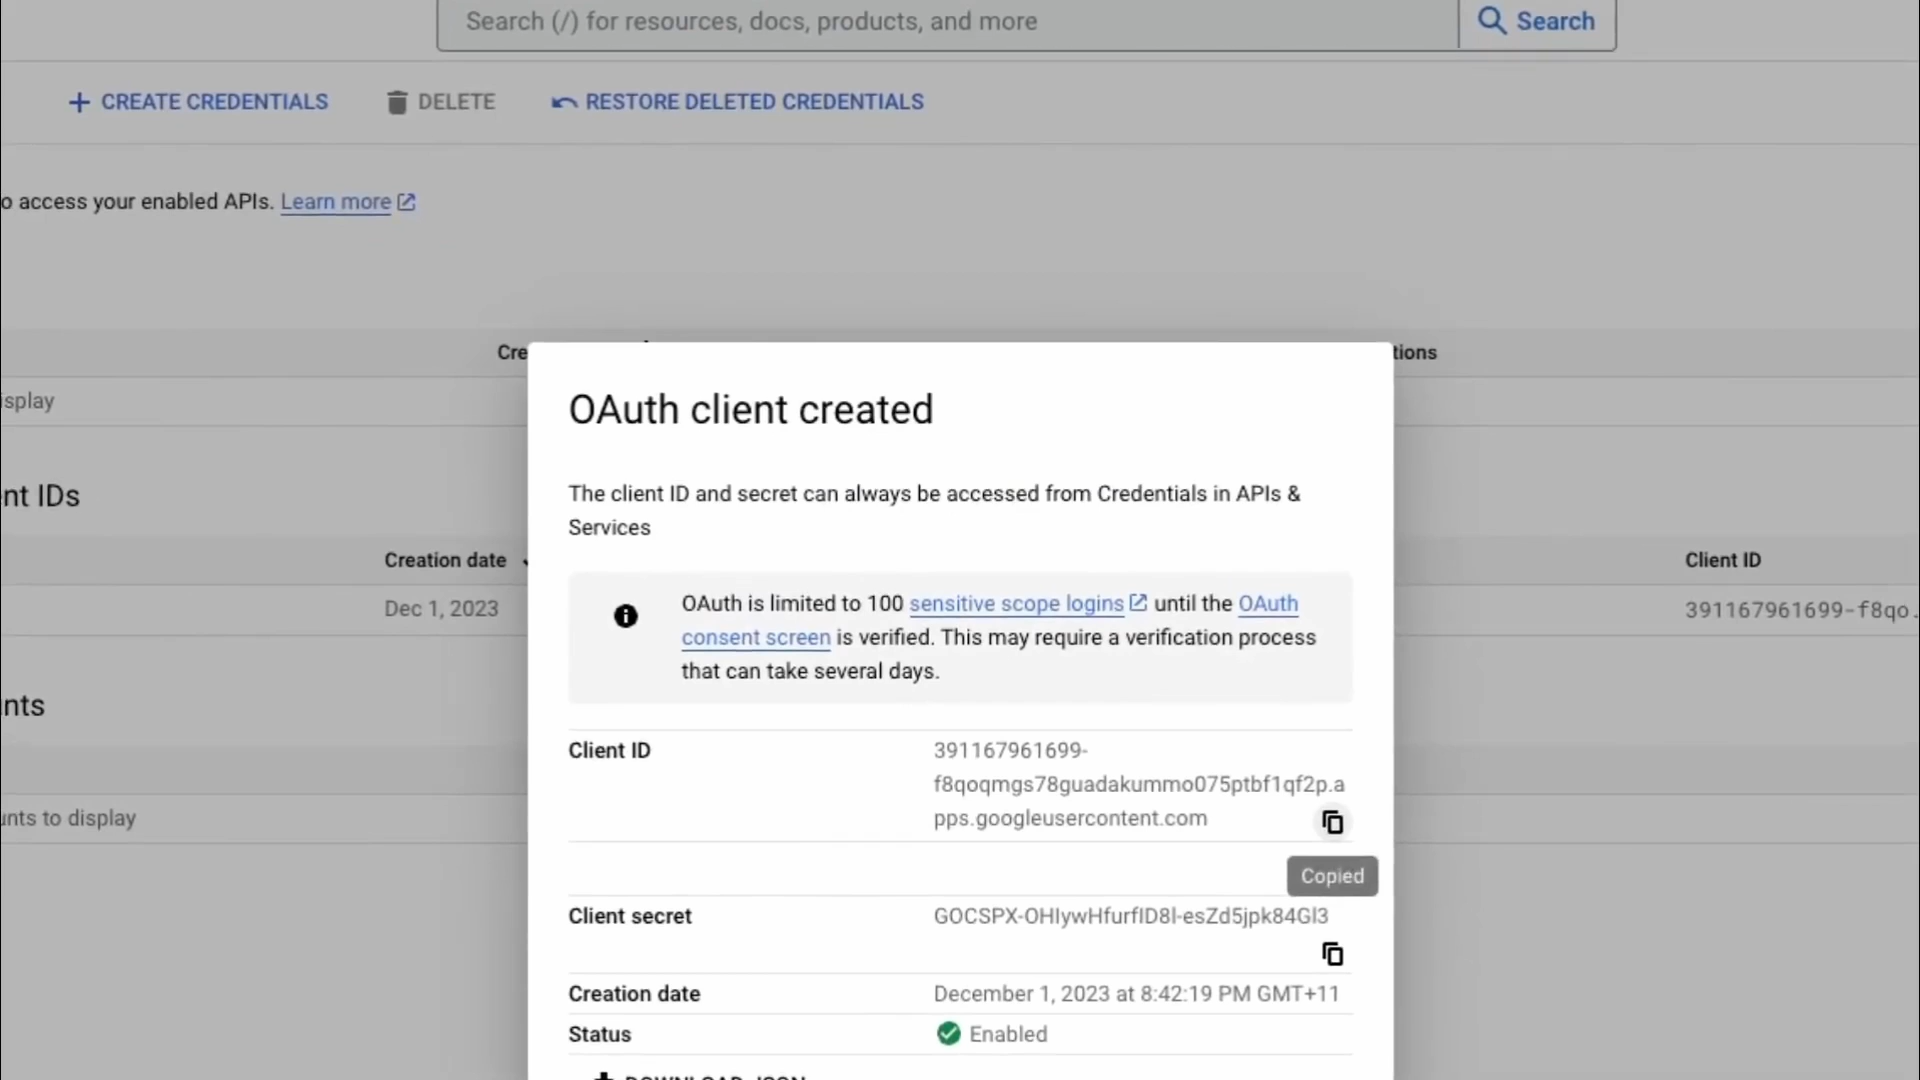 Search (/) for resources, docs, products, and more
Search
CREATE CREDENTIALS
DELETE
RESTORE DELETED CREDENTIALS
o access your enabled APIs. Learn more
Cre
tions
isplay
OAuth client created
The client ID and secret can always be accessed from Credentials in APIs &
Services
nt IDs
Creation date
Client ID
Dec 1, 2023
391167961699-f8qo.
OAuth is limited to 100 sensitive scope logins until the OAuth
consent screen is verified. This may require a verification process
that can take several days.
nts
Client ID
391167961699-
f8qoqmgs78guadakummo075ptbf1qf2p.a
pps.googleusercontent.com
unts to display
Copied
Client secret
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
Creation date
December 1, 2023 at 8:42:19 PM GMT+11
Status
Enabled
DOWNLOAD JSON